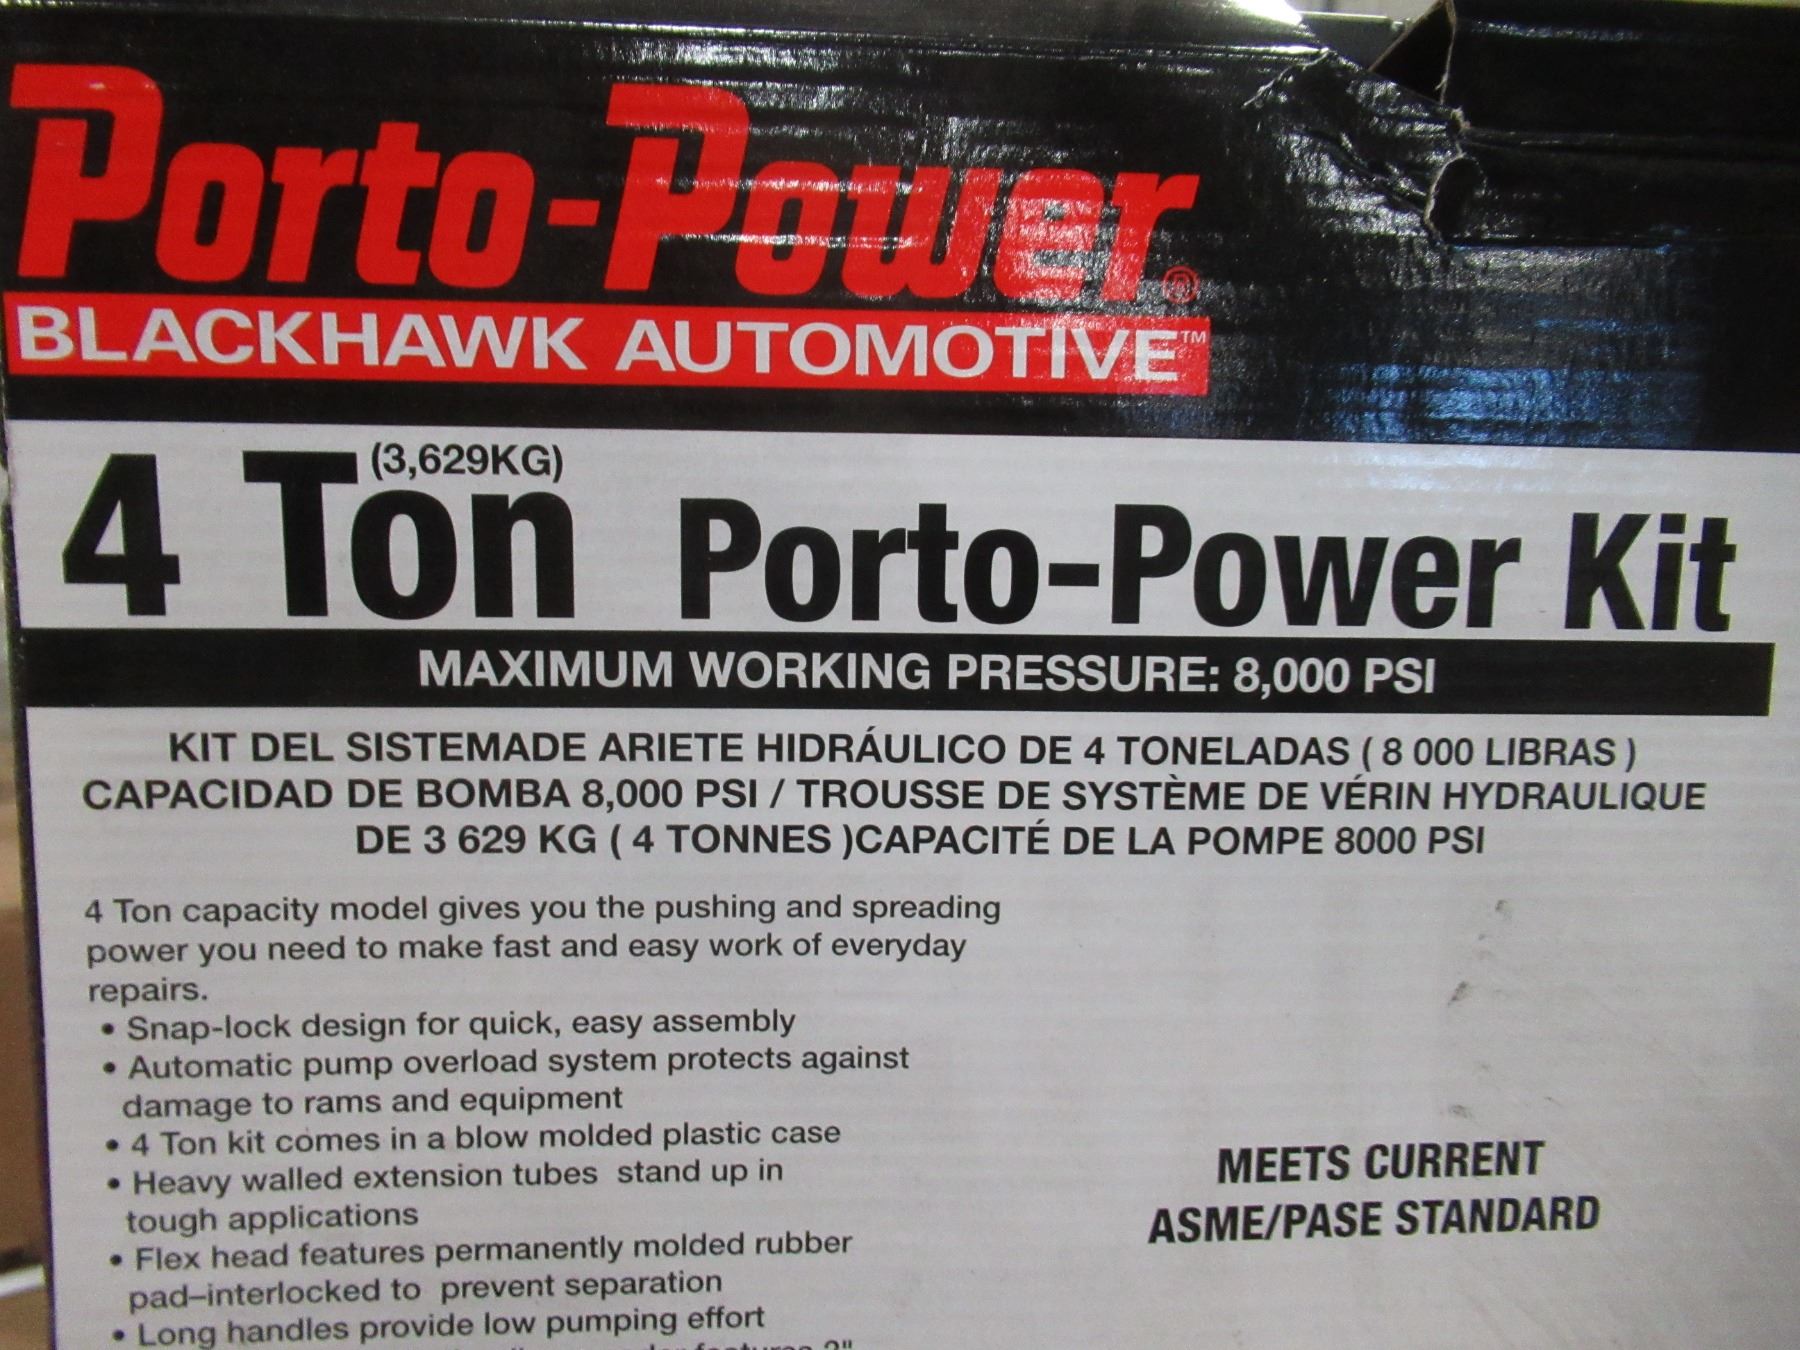 Porto-Power®
BLACKHAWK AUTOMOTIVE™
4 Ton (3,629KG) Porto-Power Kit
MAXIMUM WORKING PRESSURE: 8,000 PSI
KIT DEL SISTEMADE ARIETE HIDRÁULICO DE 4 TONELADAS ( 8 000 LIBRAS )
CAPACIDAD DE BOMBA 8,000 PSI / TROUSSE DE SYSTÈME DE VÉRIN HYDRAULIQUE
DE 3 629 KG ( 4 TONNES )CAPACITÉ DE LA POMPE 8000 PSI
4 Ton capacity model gives you the pushing and spreading
power you need to make fast and easy work of everyday
repairs.
• Snap-lock design for quick, easy assembly
• Automatic pump overload system protects against
damage to rams and equipment
• 4 Ton kit comes in a blow molded plastic case
• Heavy walled extension tubes stand up in
tough applications
• Flex head features permanently molded rubber
pad–interlocked to prevent separation
• Long handles provide low pumping effort
features 2"
MEETS CURRENT
ASME/PASE STANDARD